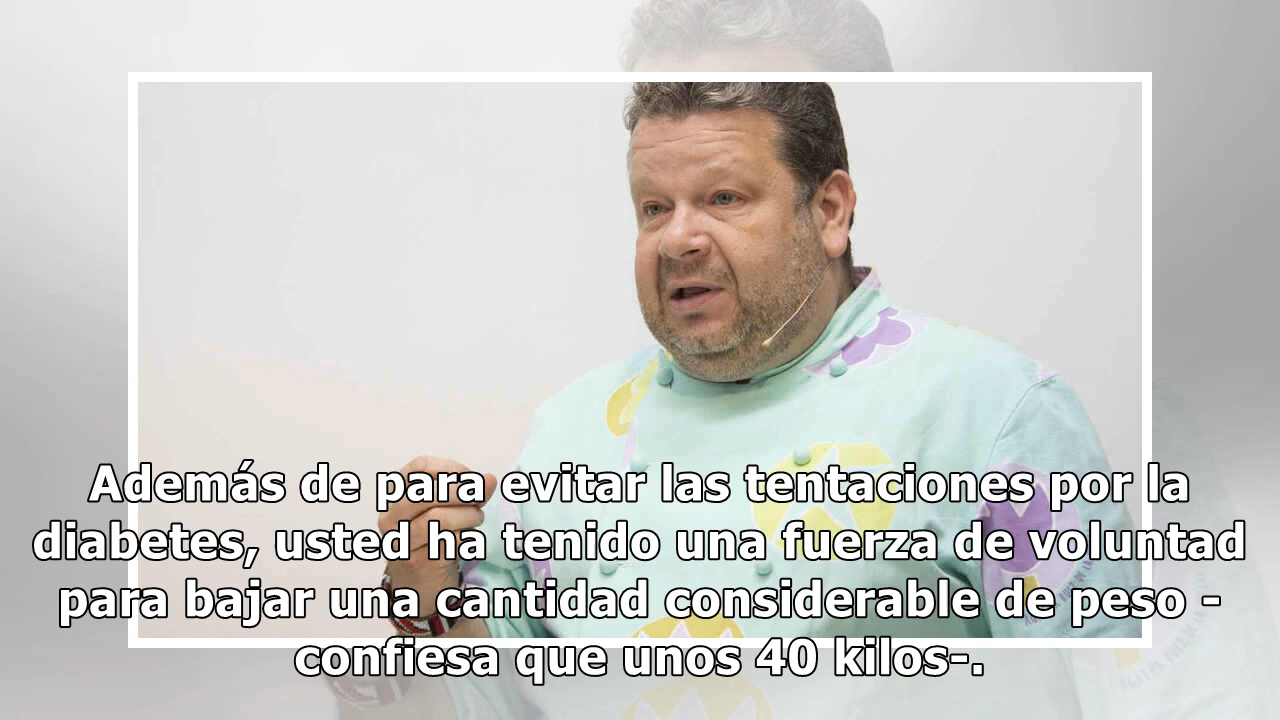 Además de para evitar las tentaciones por la
diabetes, usted ha tenido una fuerza de voluntad
para bajar una cantidad considerable de peso -
confiesa que unos 40 kilos-.